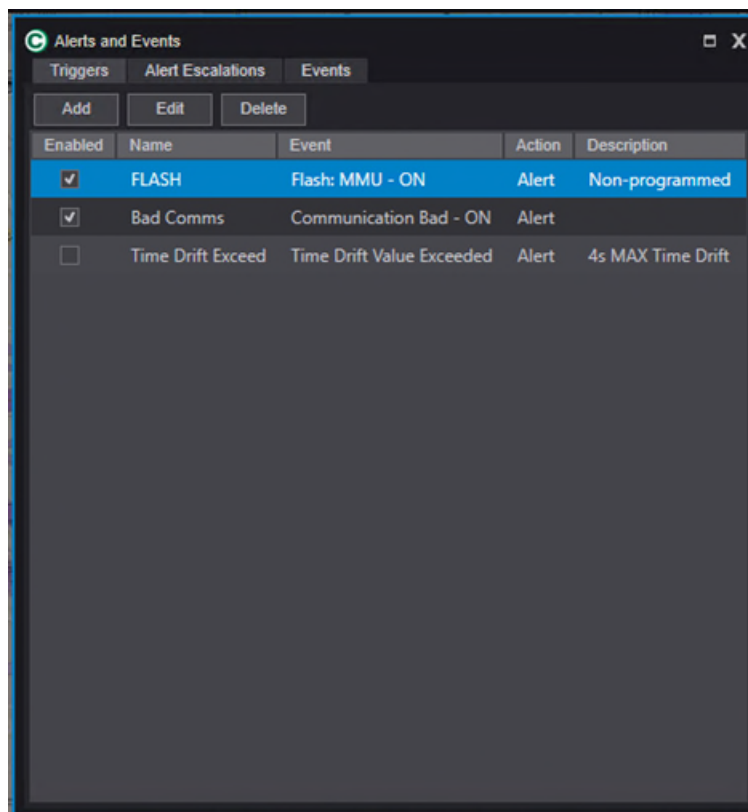 Alerts and Events
Triggers Alert Escalations Events
Add Edit Delete
Enabled Name Event Action Description
FLASH Flash: MMU - ON Alert Non-programmed
Bad Comms Communication Bad - ON Alert
Time Drift Exceed Time Drift Value Exceeded Alert 4s MAX Time Drift